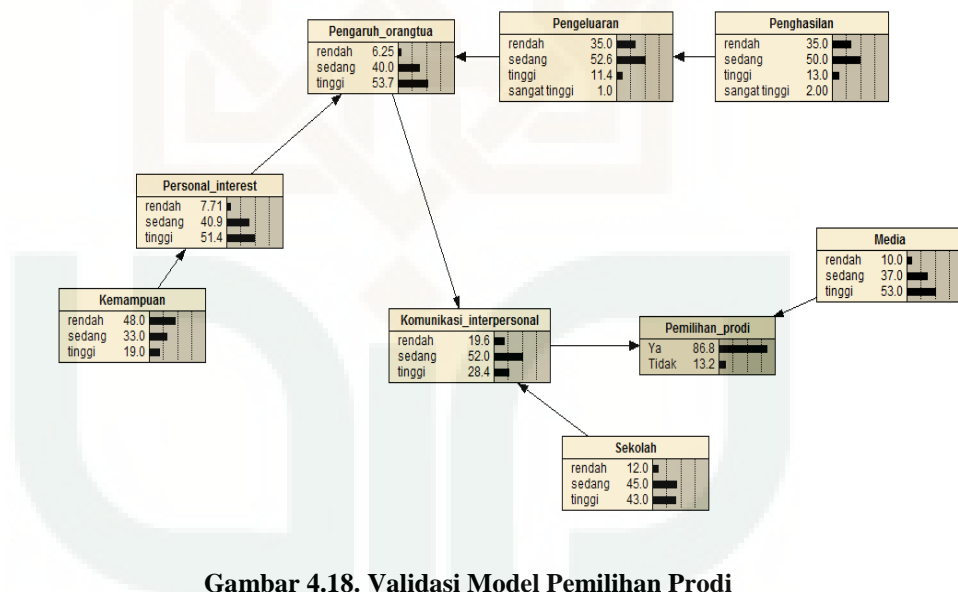 Pengaruh_orangtua
rendah 6.25
sedang 40.0
tinggi 53.7
Pengeluaran
rendah 35.0
sedang 52.6
tinggi 11.4
sangat tinggi 1.0
Penghasilan
rendah 35.0
sedang 50.0
tinggi 13.0
sangat tinggi 2.00
Personal_interest
rendah 7.71
sedang 40.9
tinggi 51.4
Media
rendah 10.0
sedang 37.0
tinggi 53.0
Kemampuan
rendah 48.0
sedang 33.0
tinggi 19.0
Komunikasi_interpersonal
rendah 19.6
sedang 52.0
tinggi 28.4
Pemilihan_prodi
Ya 86.8
Tidak 13.2
Sekolah
rendah 12.0
sedang 45.0
tinggi 43.0
Gambar 4.18. Validasi Model Pemilihan Prodi